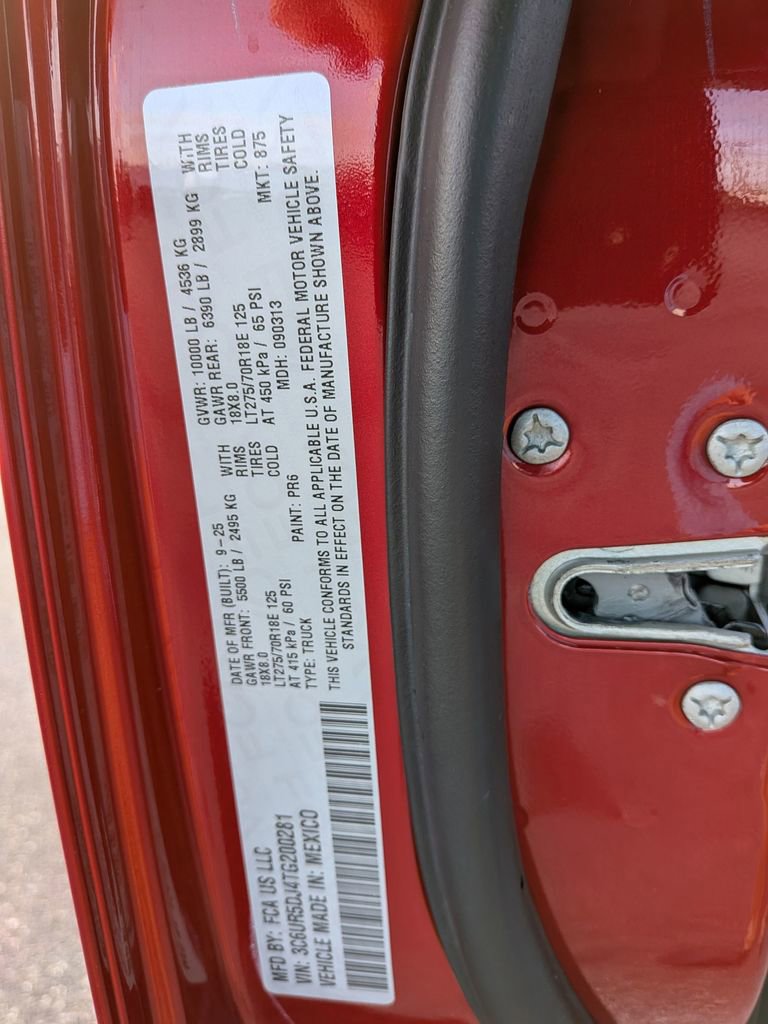 MFD BY: FCA US LLC
DATE OF MFR (BUILT): 9-25 GVWR: 10000 LB / 4536 KG
GAWR FRONT: 5500 LB / 2495 KG WITH GAWR REAR: 6390 LB / 2899 KG WITH
18X8.0 RIMS 18X8.0 RIMS
LT275/70R18E 125 TIRES LT275/70R18E 125 TIRES
AT 415 kPa / 60 PSI COLD AT 450 kPa / 65 PSI COLD
VIN: 3C6UR5DJ4TG200281 TYPE: TRUCK PAINT: PR6 MDH: 090313 MKT: 875
VEHICLE MADE IN: MEXICO
THIS VEHICLE CONFORMS TO ALL APPLICABLE U.S.A. FEDERAL MOTOR VEHICLE SAFETY
STANDARDS IN EFFECT ON THE DATE OF MANUFACTURE SHOWN ABOVE.